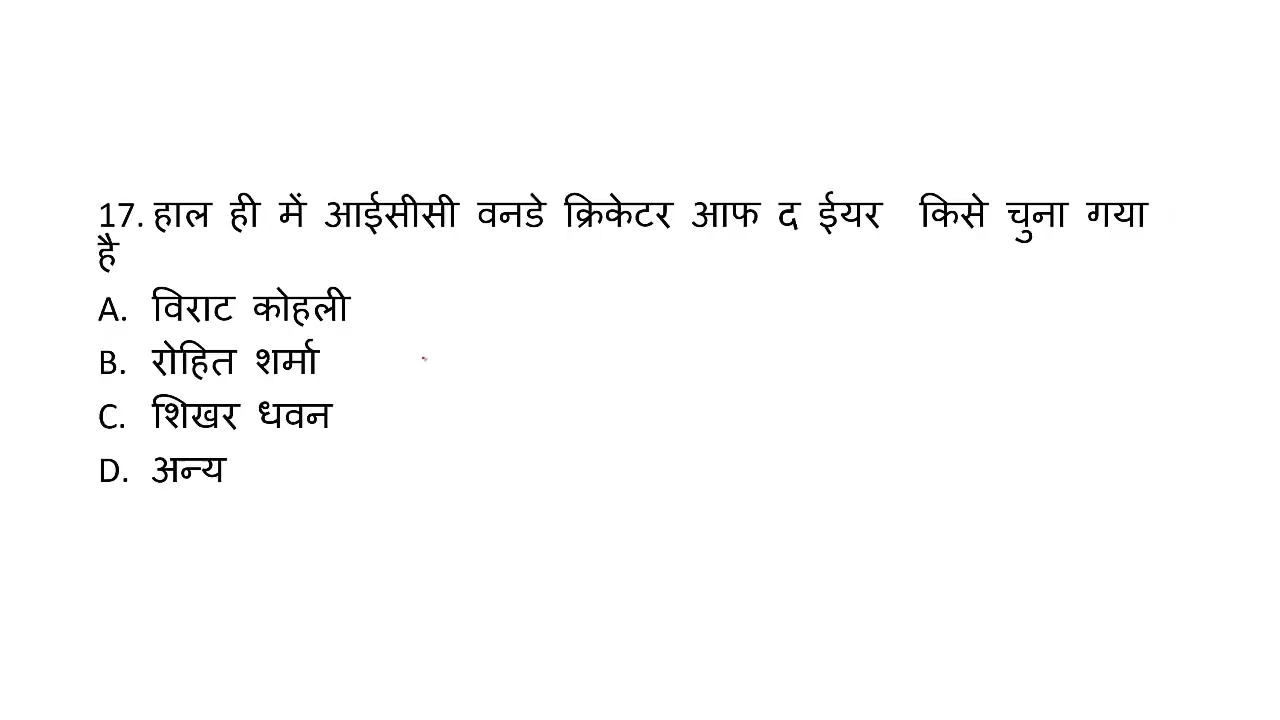 17. हाल ही में आईसीसी वनडे क्रिकेटर आफ द ईयर किसे चुना गया
है
A. विराट कोहली
B. रोहित शर्मा
C. शिखर धवन
D. अन्य